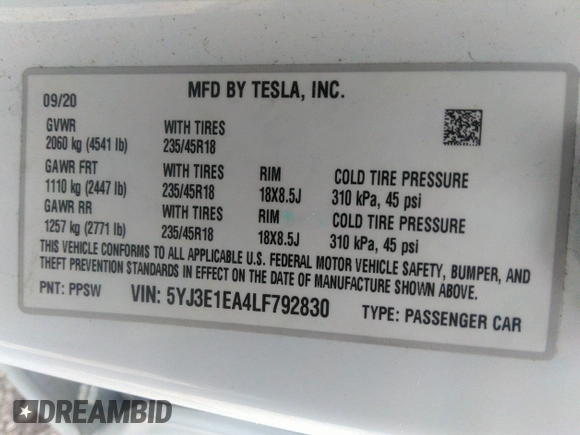 MFD BY TESLA, INC.
09/20
GVWR WITH TIRES
2060 kg (4541 lb) 235/45R18
GAWR FRT WITH TIRES RIM COLD TIRE PRESSURE
1110 kg (2447 lb) 235/45R18 18X8.5J 310 kPa, 45 psi
GAWR RR WITH TIRES RIM COLD TIRE PRESSURE
1257 kg (2771 lb) 235/45R18 18X8.5J 310 kPa, 45 psi
THIS VEHICLE CONFORMS TO ALL APPLICABLE U.S. FEDERAL MOTOR VEHICLE SAFETY, BUMPER, AND
THEFT PREVENTION STANDARDS IN EFFECT ON THE DATE OF MANUFACTURE SHOWN ABOVE.
PNT: PPSW VIN: 5YJ3E1EA4LF792830 TYPE: PASSENGER CAR
DREAMBID